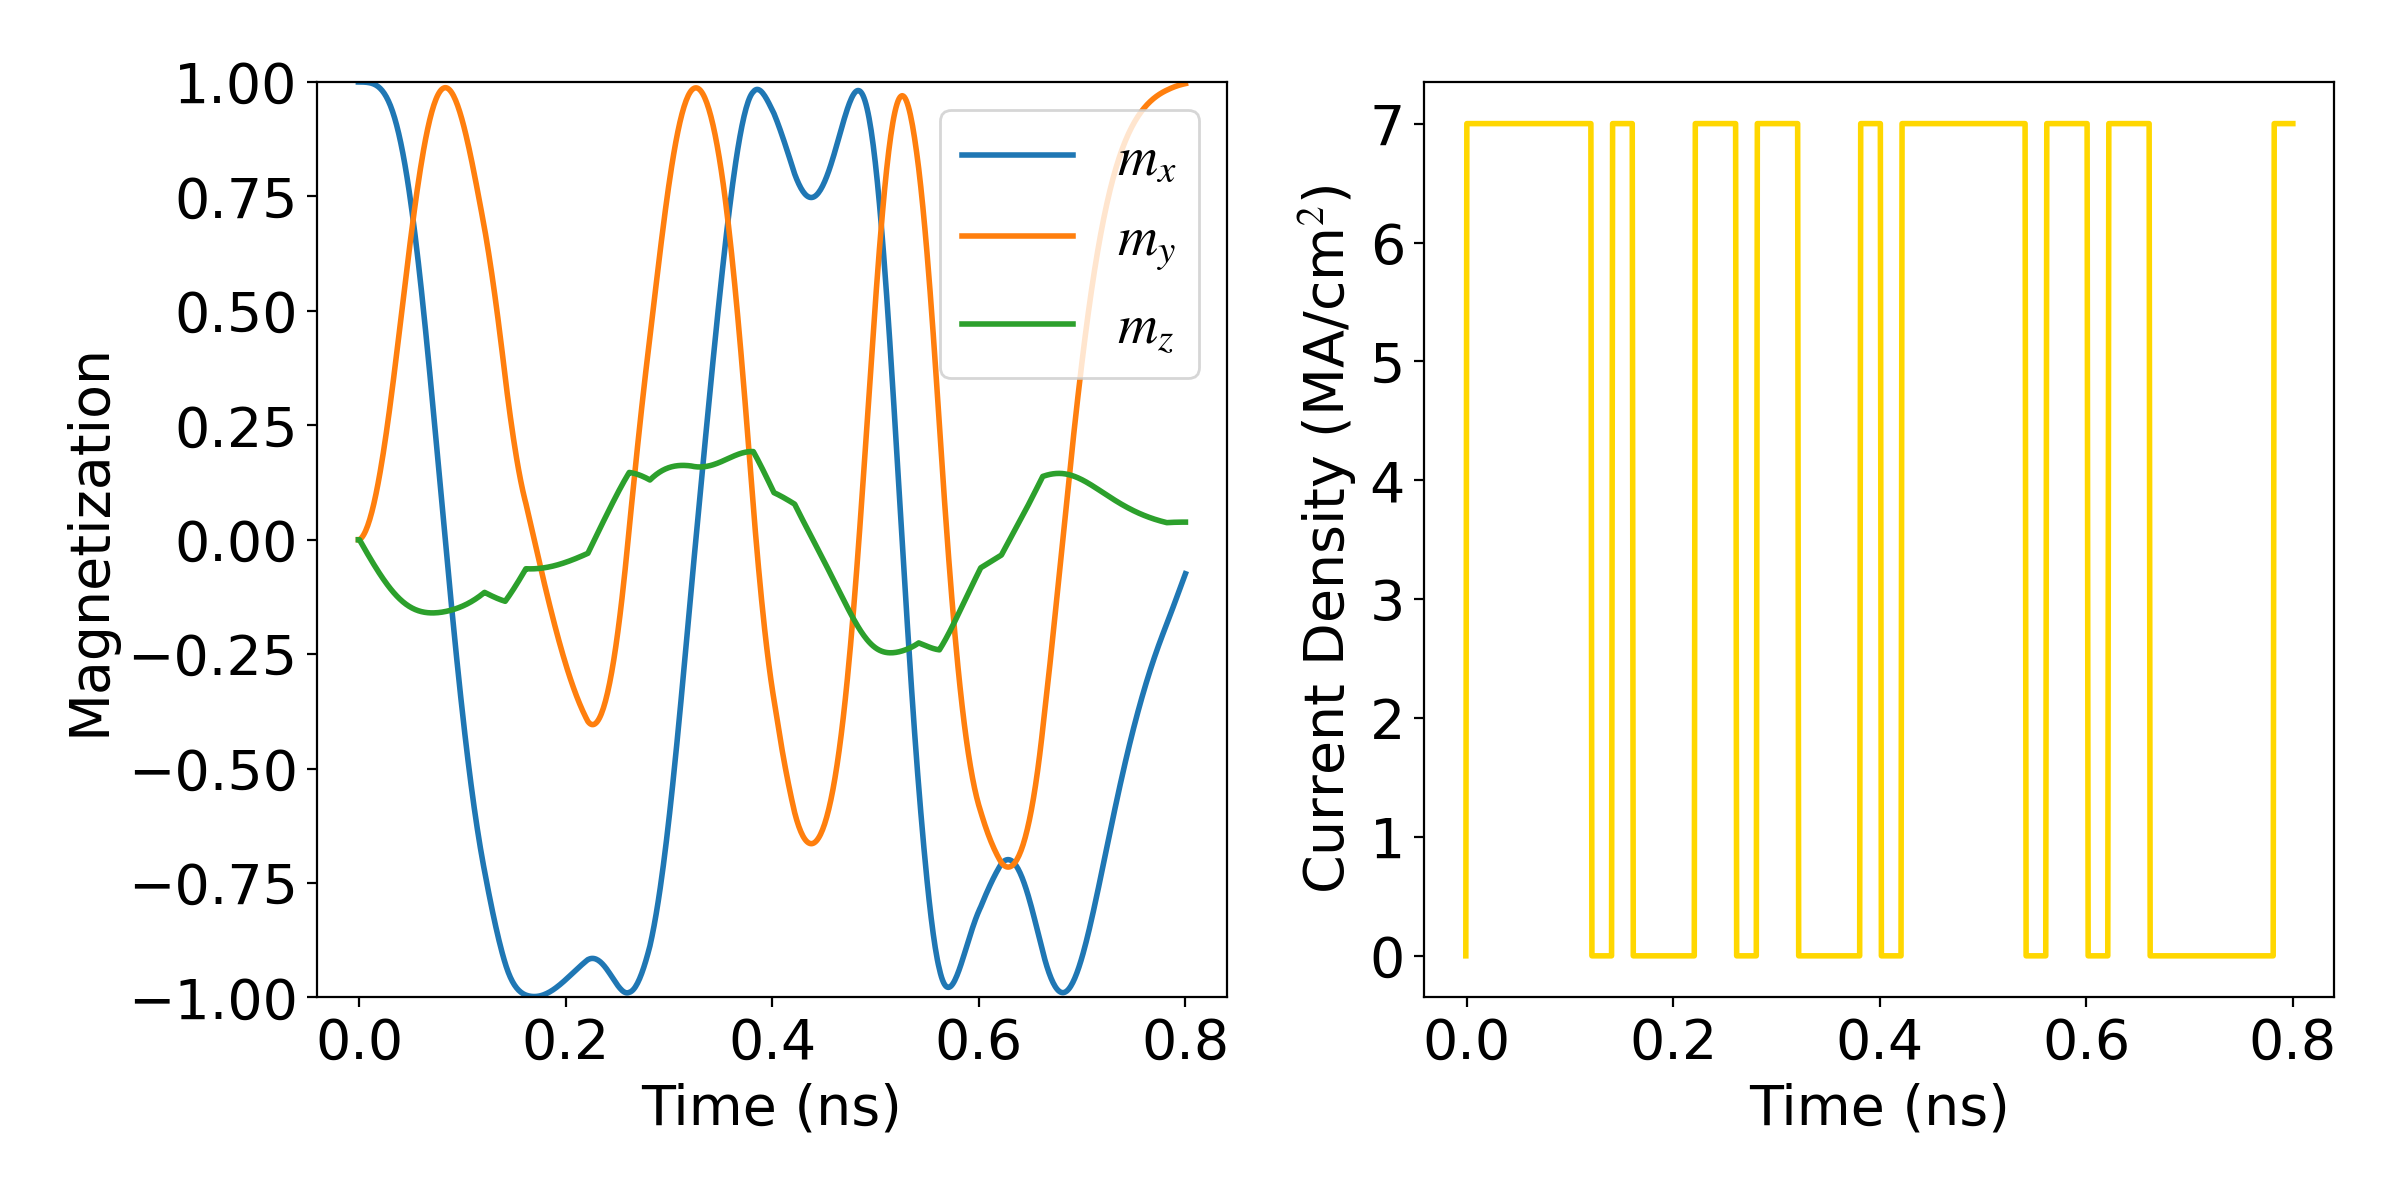 1.00
0.75
0.50
0.25
0.00
−0.25
−0.50
−0.75
−1.00
Magnetization
0.0 0.2 0.4 0.6 0.8
Time (ns)
m_x
m_y
m_z
7
6
5
4
3
2
1
0
Current Density (MA/cm²)
0.0 0.2 0.4 0.6 0.8
Time (ns)